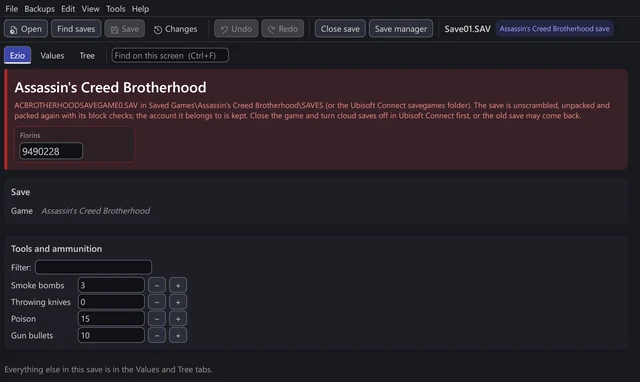 File Backups Edit View Tools Help
Open Find saves Save Changes Undo Redo Close save Save manager Save01.SAV Assassin's Creed Brotherhood save
Ezio Values Tree Find on this screen (Ctrl+F)
Assassin's Creed Brotherhood
ACBROTHERHOODSAVEGAME0.SAV in Saved Games\Assassin's Creed Brotherhood\SAVES (or the Ubisoft Connect savegames folder). The save is unscrambled, unpacked and
packed again with its block checks; the account it belongs to is kept. Close the game and turn cloud saves off in Ubisoft Connect first, or the old save may come back.
Florins
9490228
Save
Game Assassin's Creed Brotherhood
Tools and ammunition
Filter:
Smoke bombs 3 − +
Throwing knives 0 − +
Poison 15 − +
Gun bullets 10 − +
Everything else in this save is in the Values and Tree tabs.